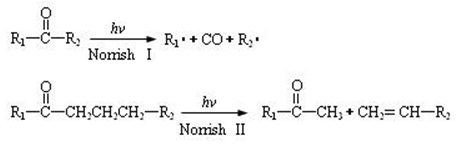 O
R₁—C—R₂ hν Norrish I R₁• + CO + R₂•
O O
R₁—C—CH₂CH₂CH₂—R₂ hν Norrish II R₁—C—CH₃ + CH₂=CH—R₂